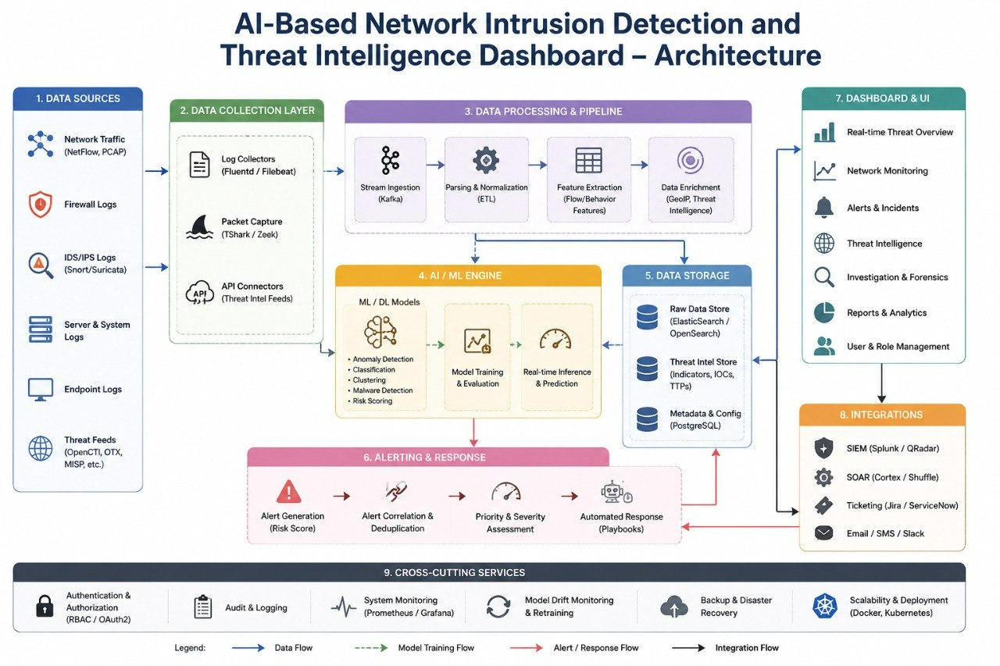 AI-Based Network Intrusion Detection and
Threat Intelligence Dashboard – Architecture
1. DATA SOURCES
Network Traffic
(NetFlow, PCAP)
Firewall Logs
IDS/IPS Logs
(Snort/Suricata)
Server & System
Logs
Endpoint Logs
Threat Feeds
(OpenCTI, OTX,
MISP, etc.)
2. DATA COLLECTION LAYER
Log Collectors
(Fluentd / Filebeat)
Packet Capture
(TShark / Zeek)
API
API Connectors
(Threat Intel Feeds)
3. DATA PROCESSING & PIPELINE
Stream Ingestion
(Kafka)
Parsing & Normalization
(ETL)
Feature Extraction
(Flow/Behavior
Features)
Data Enrichment
(GeoIP, Threat
Intelligence)
4. AI / ML ENGINE
ML / DL Models
• Anomaly Detection
• Classification
• Clustering
• Malware Detection
• Risk Scoring
Model Training
& Evaluation
Real-time Inference
& Prediction
5. DATA STORAGE
Raw Data Store
(ElasticSearch /
OpenSearch)
Threat Intel Store
(Indicators, IOCs,
TTPs)
Metadata & Config
(PostgreSQL)
6. ALERTING & RESPONSE
Alert Generation
(Risk Score)
Alert Correlation &
Deduplication
Priority & Severity
Assessment
Automated Response
(Playbooks)
7. DASHBOARD & UI
Real-time Threat Overview
Network Monitoring
Alerts & Incidents
Threat Intelligence
Investigation & Forensics
Reports & Analytics
User & Role Management
8. INTEGRATIONS
SIEM (Splunk / QRadar)
SOAR (Cortex / Shuffle)
Ticketing (Jira / ServiceNow)
Email / SMS / Slack
9. CROSS-CUTTING SERVICES
Authentication &
Authorization
(RBAC / OAuth2)
Audit & Logging
System Monitoring
(Prometheus / Grafana)
Model Drift Monitoring
& Retraining
Backup & Disaster
Recovery
Scalability & Deployment
(Docker, Kubernetes)
Legend:
Data Flow
Model Training Flow
Alert / Response Flow
Integration Flow